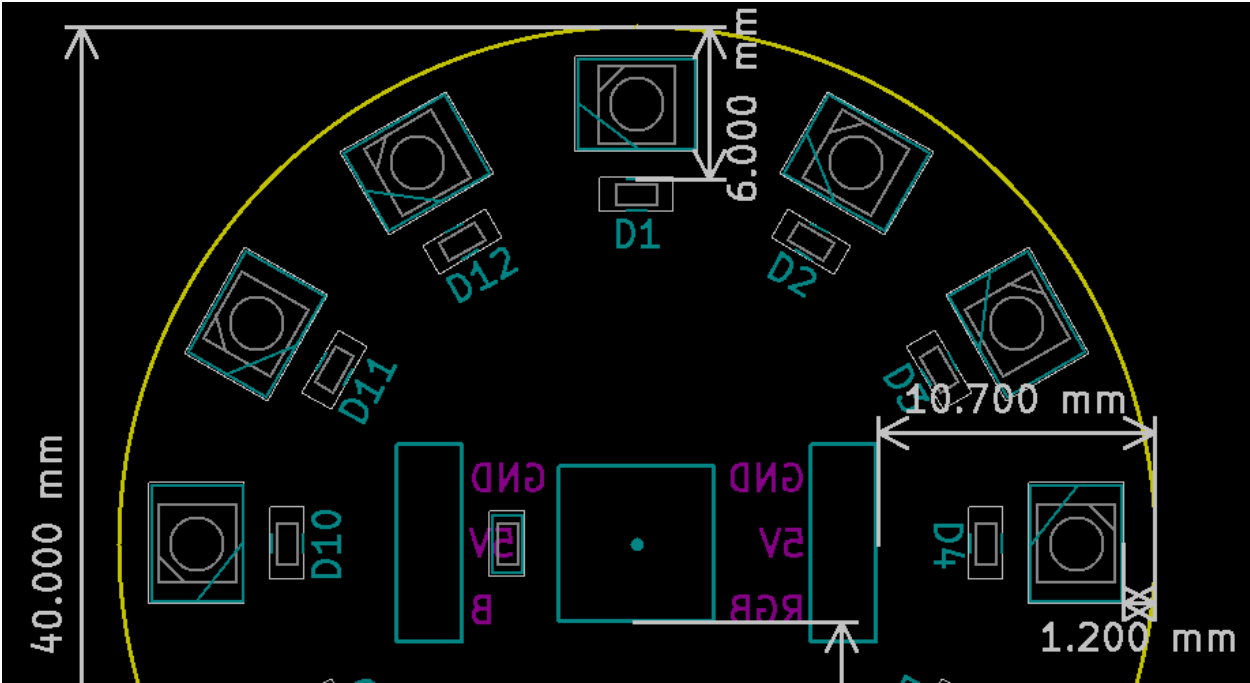 6.000 mm
D1
D12
D2
D11
D3
10.700 mm
40.000 mm
GND
GND
D10
5V
5V
D4
B
RGB
1.200 mm